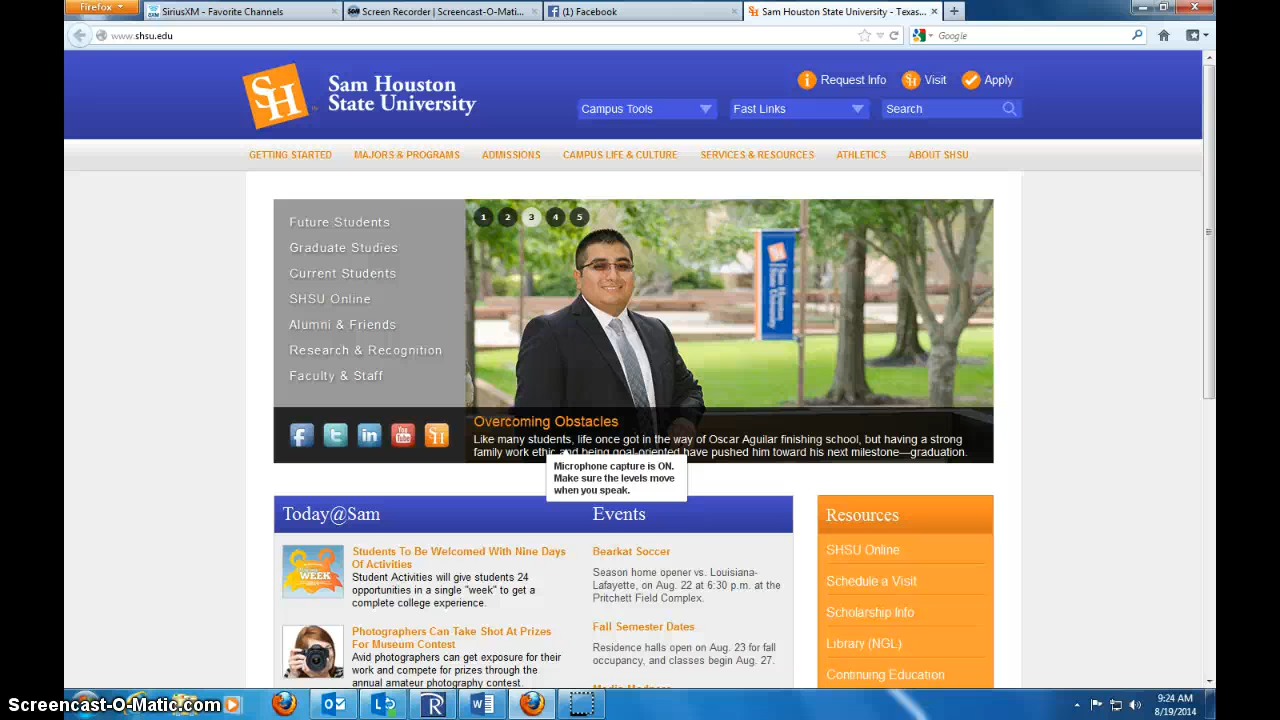 Firefox
SiriusXM - Favorite Channels
Screen Recorder | Screencast-O-Mati...
(1) Facebook
Sam Houston State University - Texas...
www.shsu.edu
Google
SH
Sam Houston
State University
Request Info
Visit
Apply
Campus Tools
Fast Links
Search
GETTING STARTED
MAJORS & PROGRAMS
ADMISSIONS
CAMPUS LIFE & CULTURE
SERVICES & RESOURCES
ATHLETICS
ABOUT SHSU
Future Students
Graduate Studies
Current Students
SHSU Online
Alumni & Friends
Research & Recognition
Faculty & Staff
1 2 3 4 5
Sam Houston
State University
Overcoming Obstacles
Like many students, life once got in the way of Oscar Aguilar finishing school, but having a strong
family work ethic and being goal-oriented have pushed him toward his next milestone—graduation.
Microphone capture is ON.
Make sure the levels move
when you speak.
Today@Sam
Students To Be Welcomed With Nine Days
Of Activities
Student Activities will give students 24
opportunities in a single "week" to get a
complete college experience.
Photographers Can Take Shot At Prizes
For Museum Contest
Avid photographers can get exposure for their
work and compete for prizes through the
annual amateur photography contest.
Events
Bearkat Soccer
Season home opener vs. Louisiana-
Lafayette, on Aug. 22 at 6:30 p.m. at the
Pritchett Field Complex.
Fall Semester Dates
Residence halls open on Aug. 23 for fall
occupancy, and classes begin Aug. 27.
Resources
SHSU Online
Schedule a Visit
Scholarship Info
Library (NGL)
Continuing Education
Screencast-O-Matic.com
9:24 AM
8/19/2014